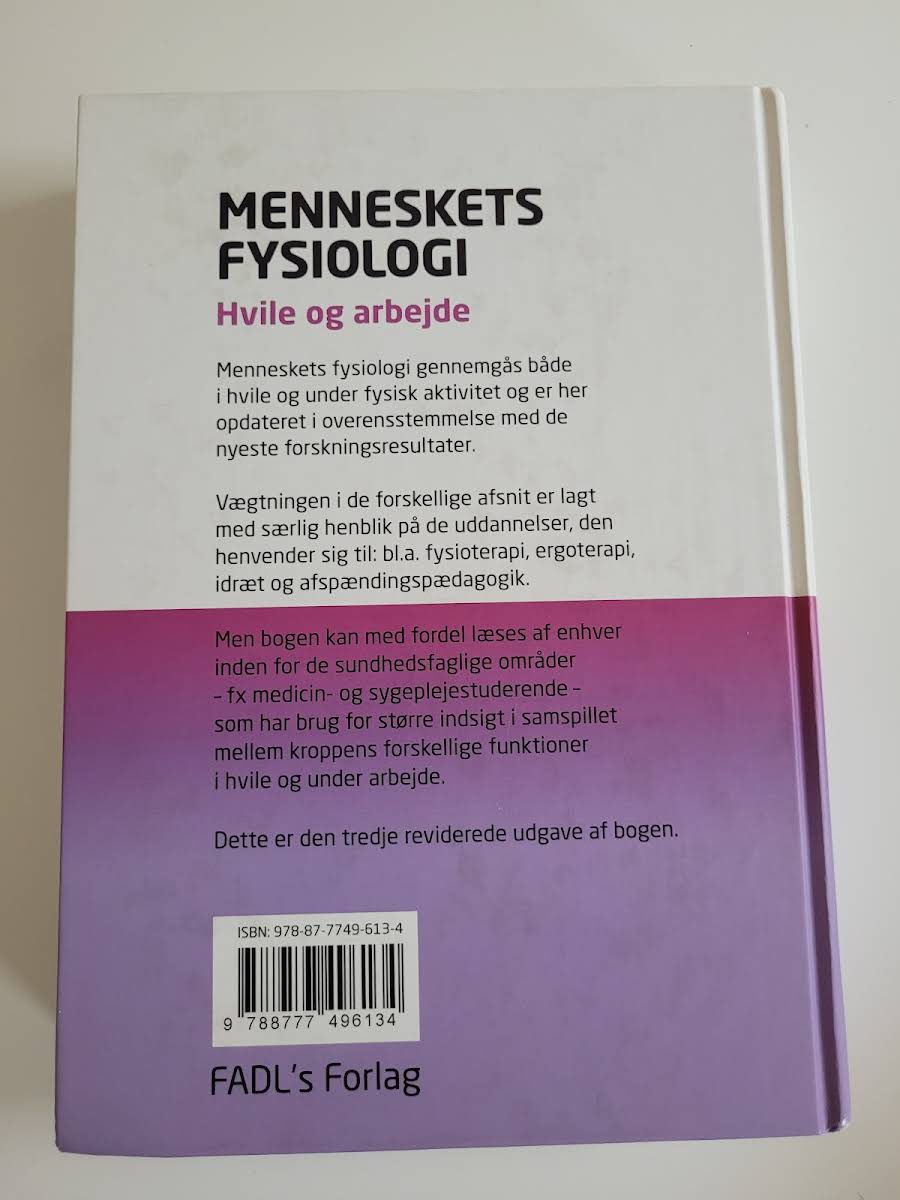 MENNESKETS
FYSIOLOGI
Hvile og arbejde
Menneskets fysiologi gennemgås både
i hvile og under fysisk aktivitet og er her
opdateret i overensstemmelse med de
nyeste forskningsresultater.
Vægtningen i de forskellige afsnit er lagt
med særlig henblik på de uddannelser, den
henvender sig til: bl.a. fysioterapi, ergoterapi,
idræt og afspændingspædagogik.
Men bogen kan med fordel læses af enhver
inden for de sundhedsfaglige områder
– fx medicin- og sygeplejestuderende –
som har brug for større indsigt i samspillet
mellem kroppens forskellige funktioner
i hvile og under arbejde.
Dette er den tredje reviderede udgave af bogen.
ISBN: 978-87-7749-613-4
9 788777 496134
FADL's Forlag